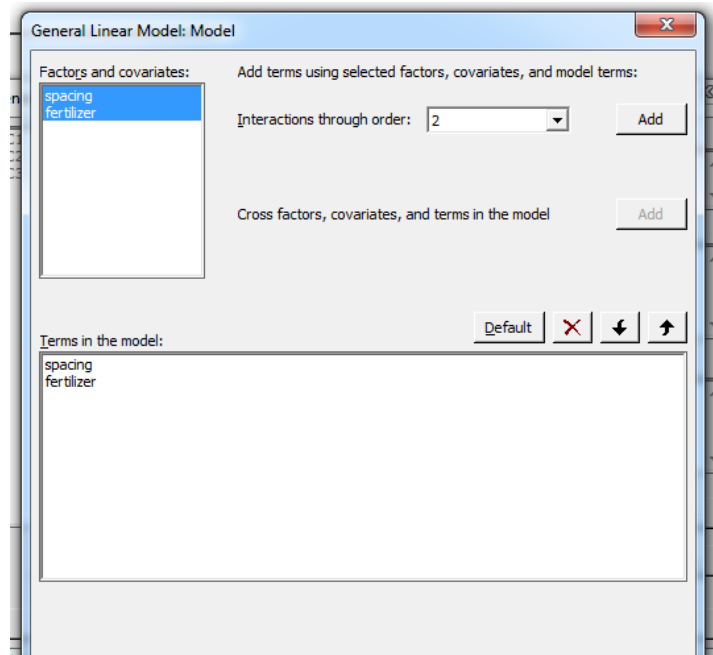 General Linear Model: Model
Factors and covariates:
Add terms using selected factors, covariates, and model terms:
spacing
fertilizer
Interactions through order:
2
Add
Cross factors, covariates, and terms in the model
Add
Default
Terms in the model:
spacing
fertilizer